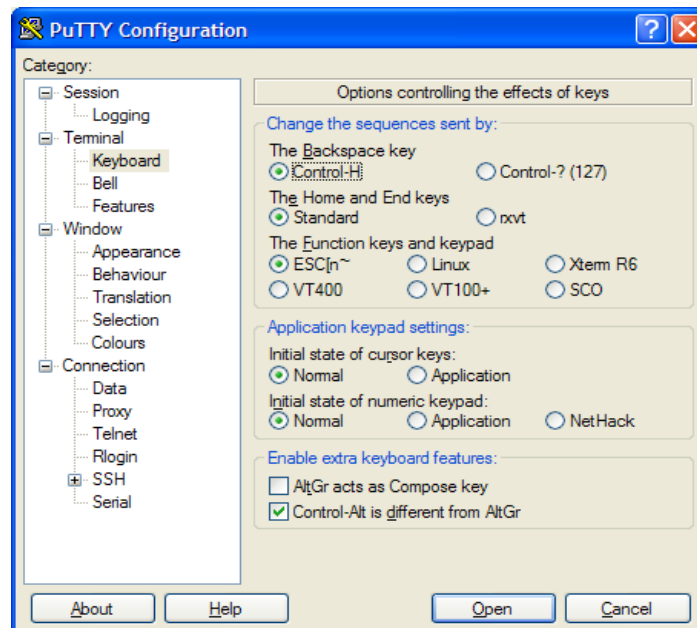 PuTTY Configuration
Category:
Session
Logging
Terminal
Keyboard
Bell
Features
Window
Appearance
Behaviour
Translation
Selection
Colours
Connection
Data
Proxy
Telnet
Rlogin
SSH
Serial
Options controlling the effects of keys
Change the sequences sent by:
The Backspace key
Control-H Control-? (127)
The Home and End keys
Standard rxvt
The Function keys and keypad
ESC[n~ Linux Xterm R6
VT400 VT100+ SCO
Application keypad settings:
Initial state of cursor keys:
Normal Application
Initial state of numeric keypad:
Normal Application NetHack
Enable extra keyboard features:
AltGr acts as Compose key
Control-Alt is different from AltGr
About Help Open Cancel